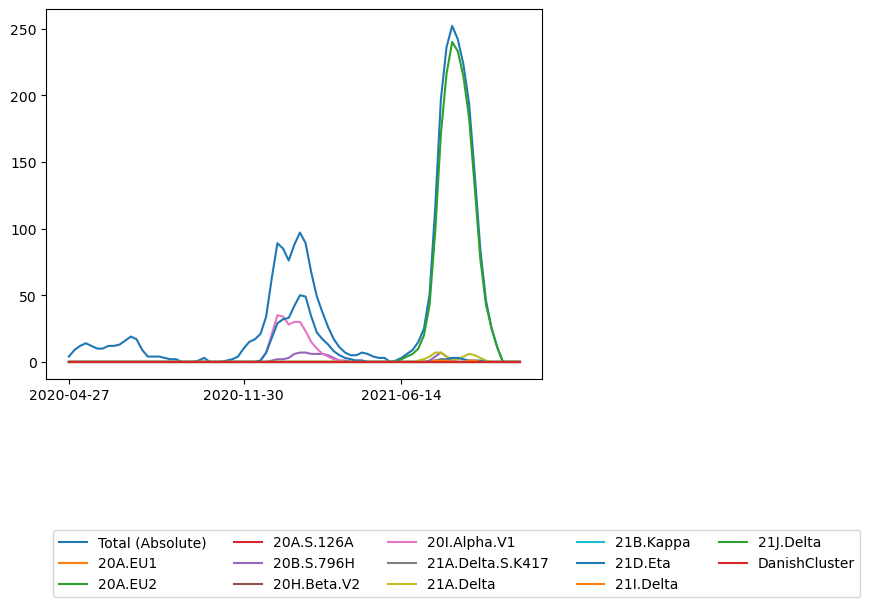 250
200
150
100
50
0
2020-04-27 2020-11-30 2021-06-14
Total (Absolute) 20A.S.126A 20I.Alpha.V1 21B.Kappa 21J.Delta
20A.EU1 20B.S.796H 21A.Delta.S.K417 21D.Eta DanishCluster
20A.EU2 20H.Beta.V2 21A.Delta 21I.Delta